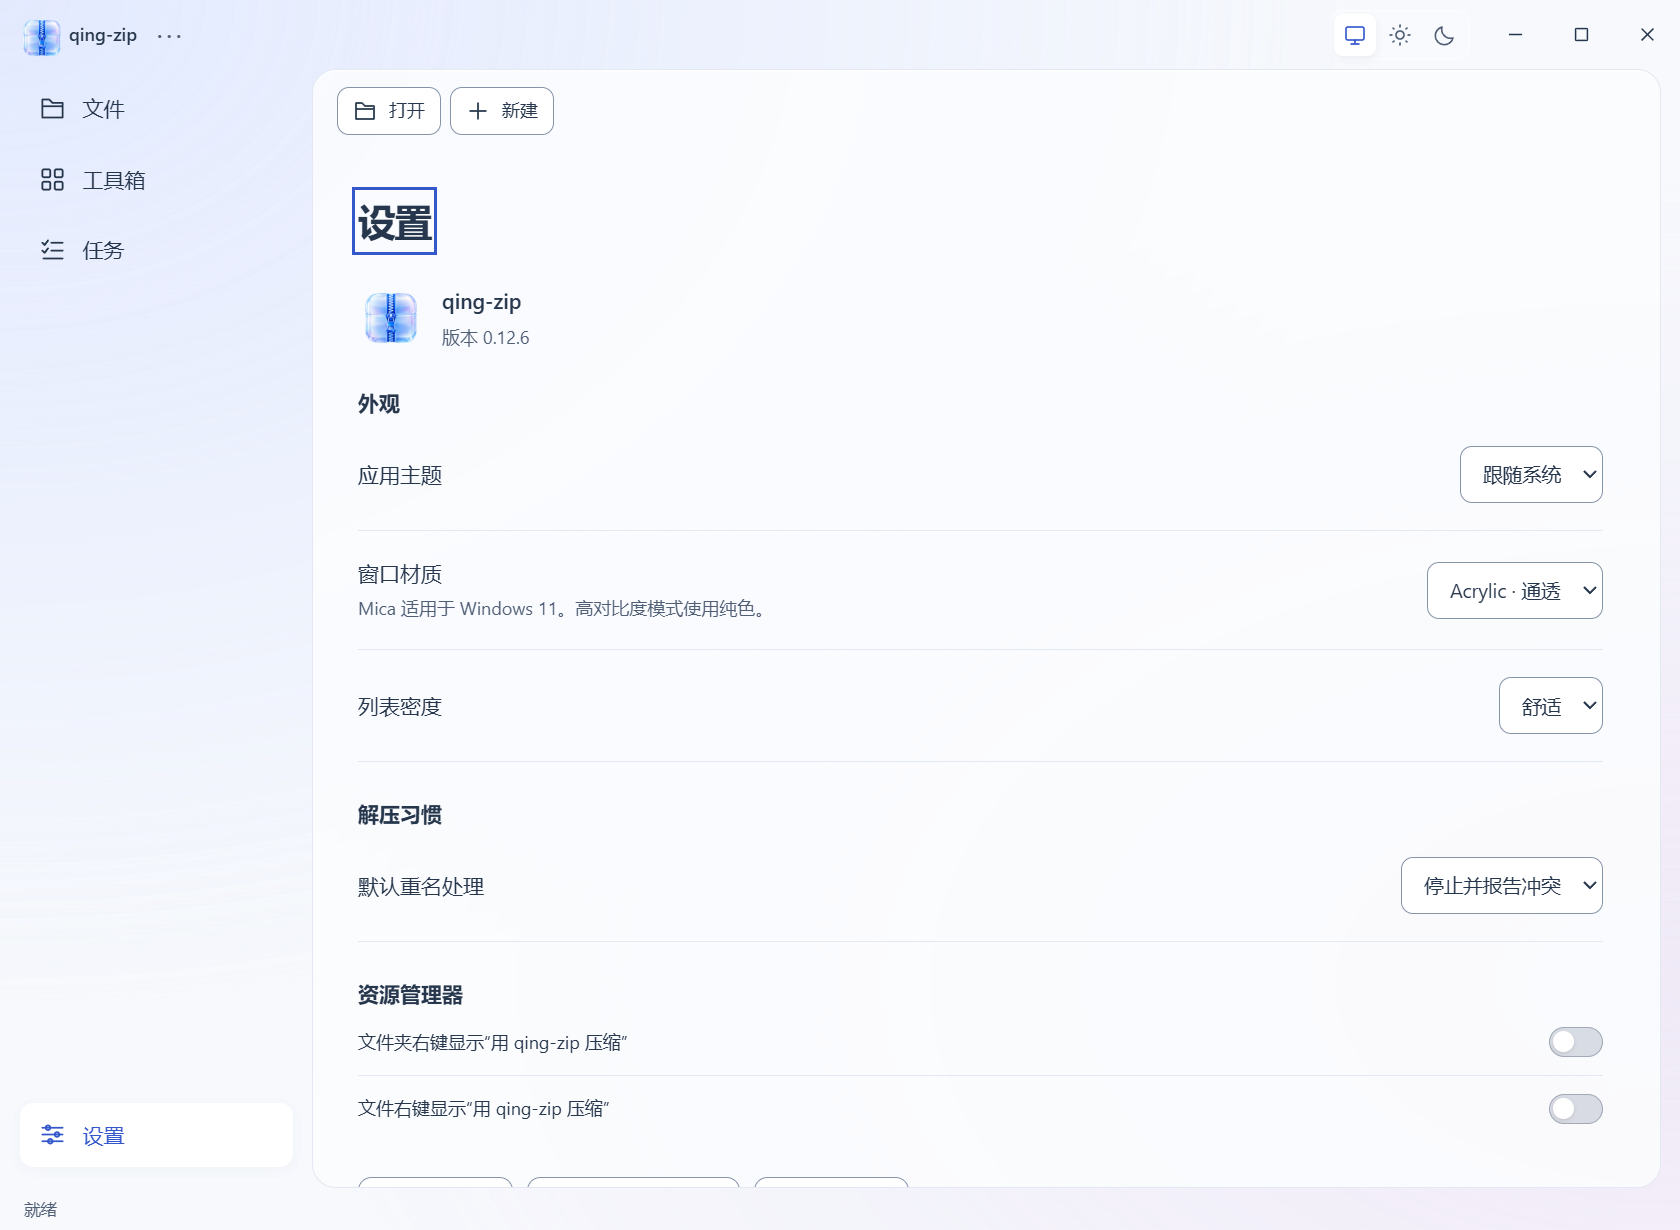 qing-zip ···
文件
工具箱
任务
打开
新建
设置
qing-zip
版本 0.12.6
外观
应用主题
跟随系统
窗口材质
Mica 适用于 Windows 11。高对比度模式使用纯色。
Acrylic · 通透
列表密度
舒适
解压习惯
默认重名处理
停止并报告冲突
资源管理器
文件夹右键显示“用 qing-zip 压缩”
文件右键显示“用 qing-zip 压缩”
设置
就绪